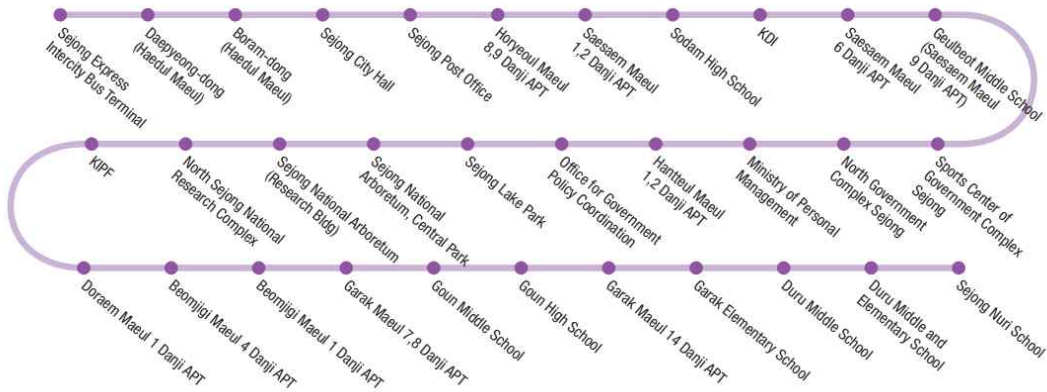 Sejong Express
Intercity Bus Terminal
Daepyeong-dong
(Haedul Maeul)
Boram-dong
(Haedul Maeul)
Sejong City Hall
Sejong Post Office
Horyeoul Maeul
8,9 Danji APT
Saesaem Maeul
1,2 Danji APT
Sodam High School
KDI
Saesaem Maeul
6 Danji APT
Geulbeot Middle School
(Saesaem Maeul
9 Danji APT)
KIPF
North Sejong National
Research Complex
Sejong National Arboretum
(Research Bldg)
Sejong National
Arboretum, Central Park
Sejong Lake Park
Office for Government
Policy Coordination
Hantteul Maeul
1,2 Danji APT
Ministry of Personal
Management
North Government
Complex Sejong
Sports Center of
Government Complex
Sejong
Doraem Maeul 1 Danji APT
Beomjigi Maeul 4 Danji APT
Beomjigi Maeul 1 Danji APT
Garak Maeul 7,8 Danji APT
Goun Middle School
Goun High School
Garak Maeul 14 Danji APT
Garak Elementary School
Duru Middle School
Duru Middle and
Elementary School
Sejong Nuri School